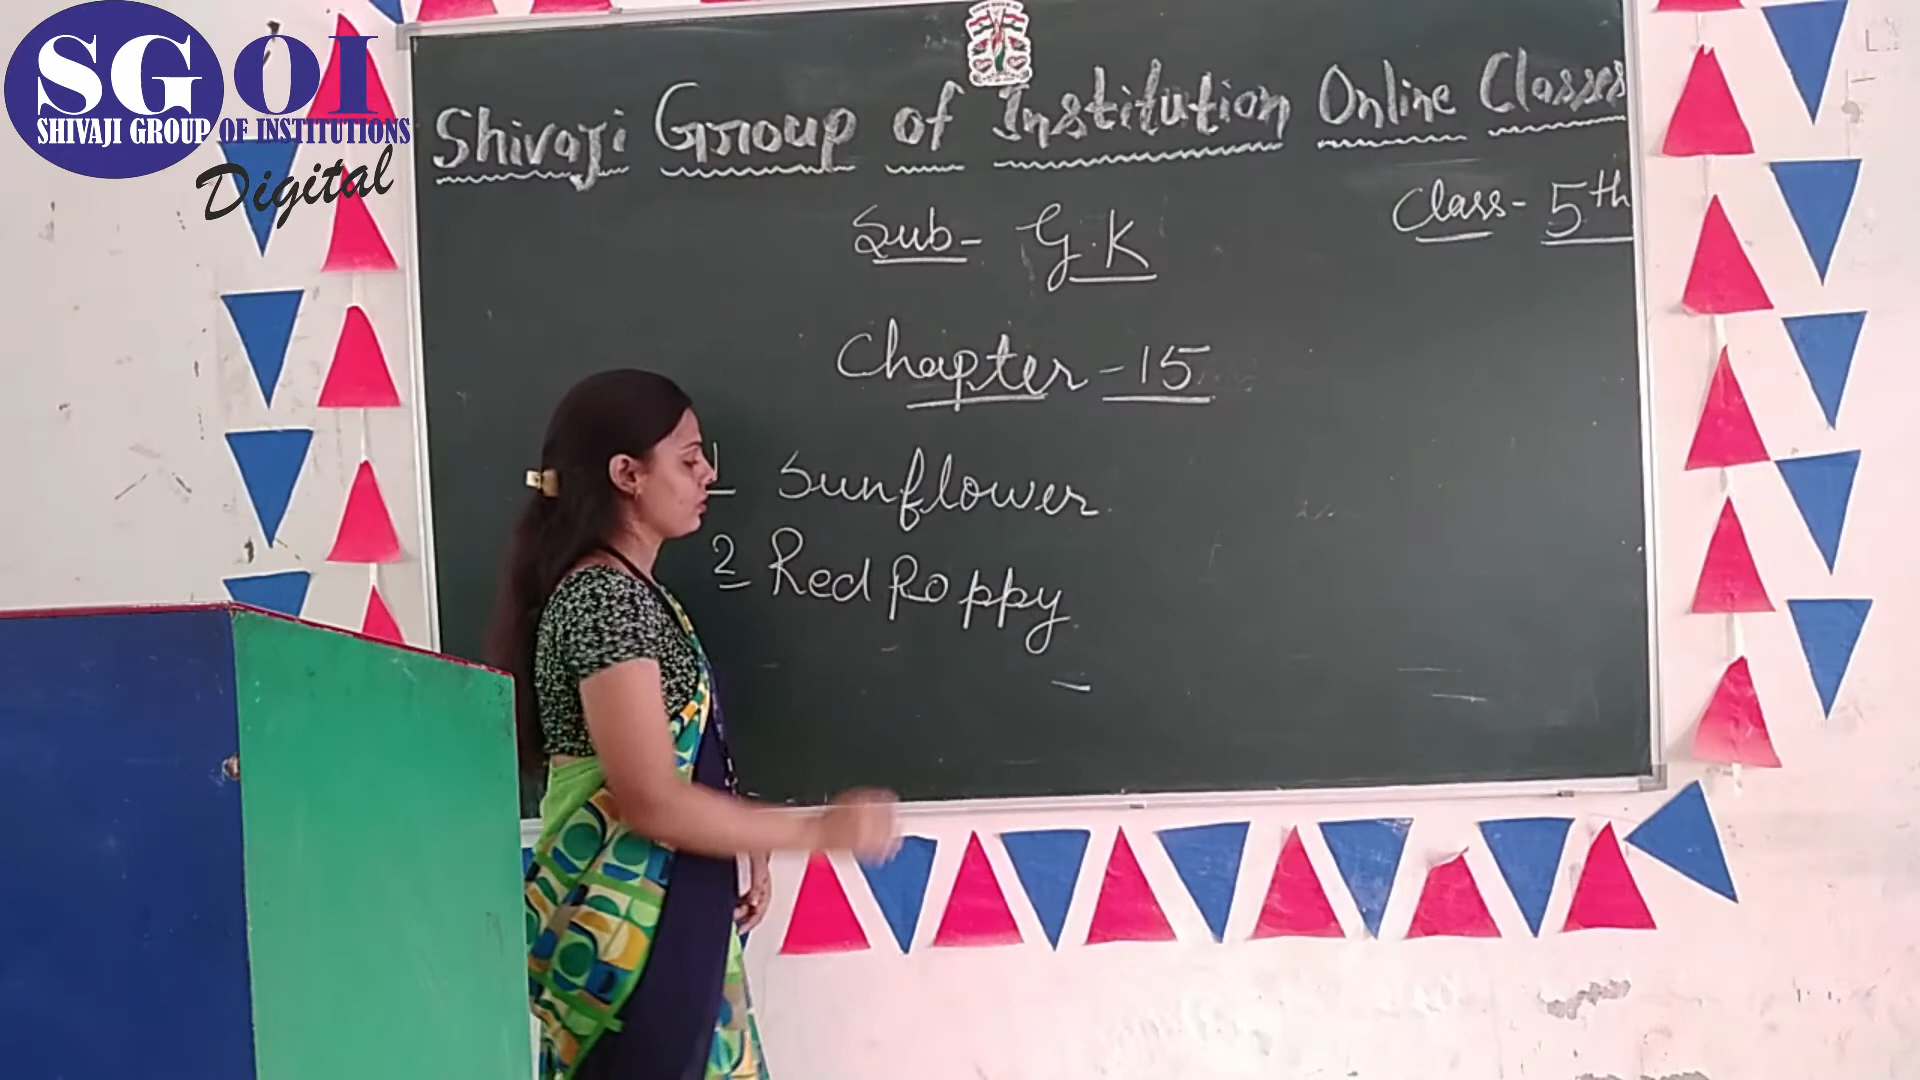 SGOI
SHIVAJI GROUP OF INSTITUTIONS
Digital
Shivaji Group of Institution Online Classes
Class - 5th
Sub - G.K
Chapter - 15
1 Sunflower
2 Red Poppy